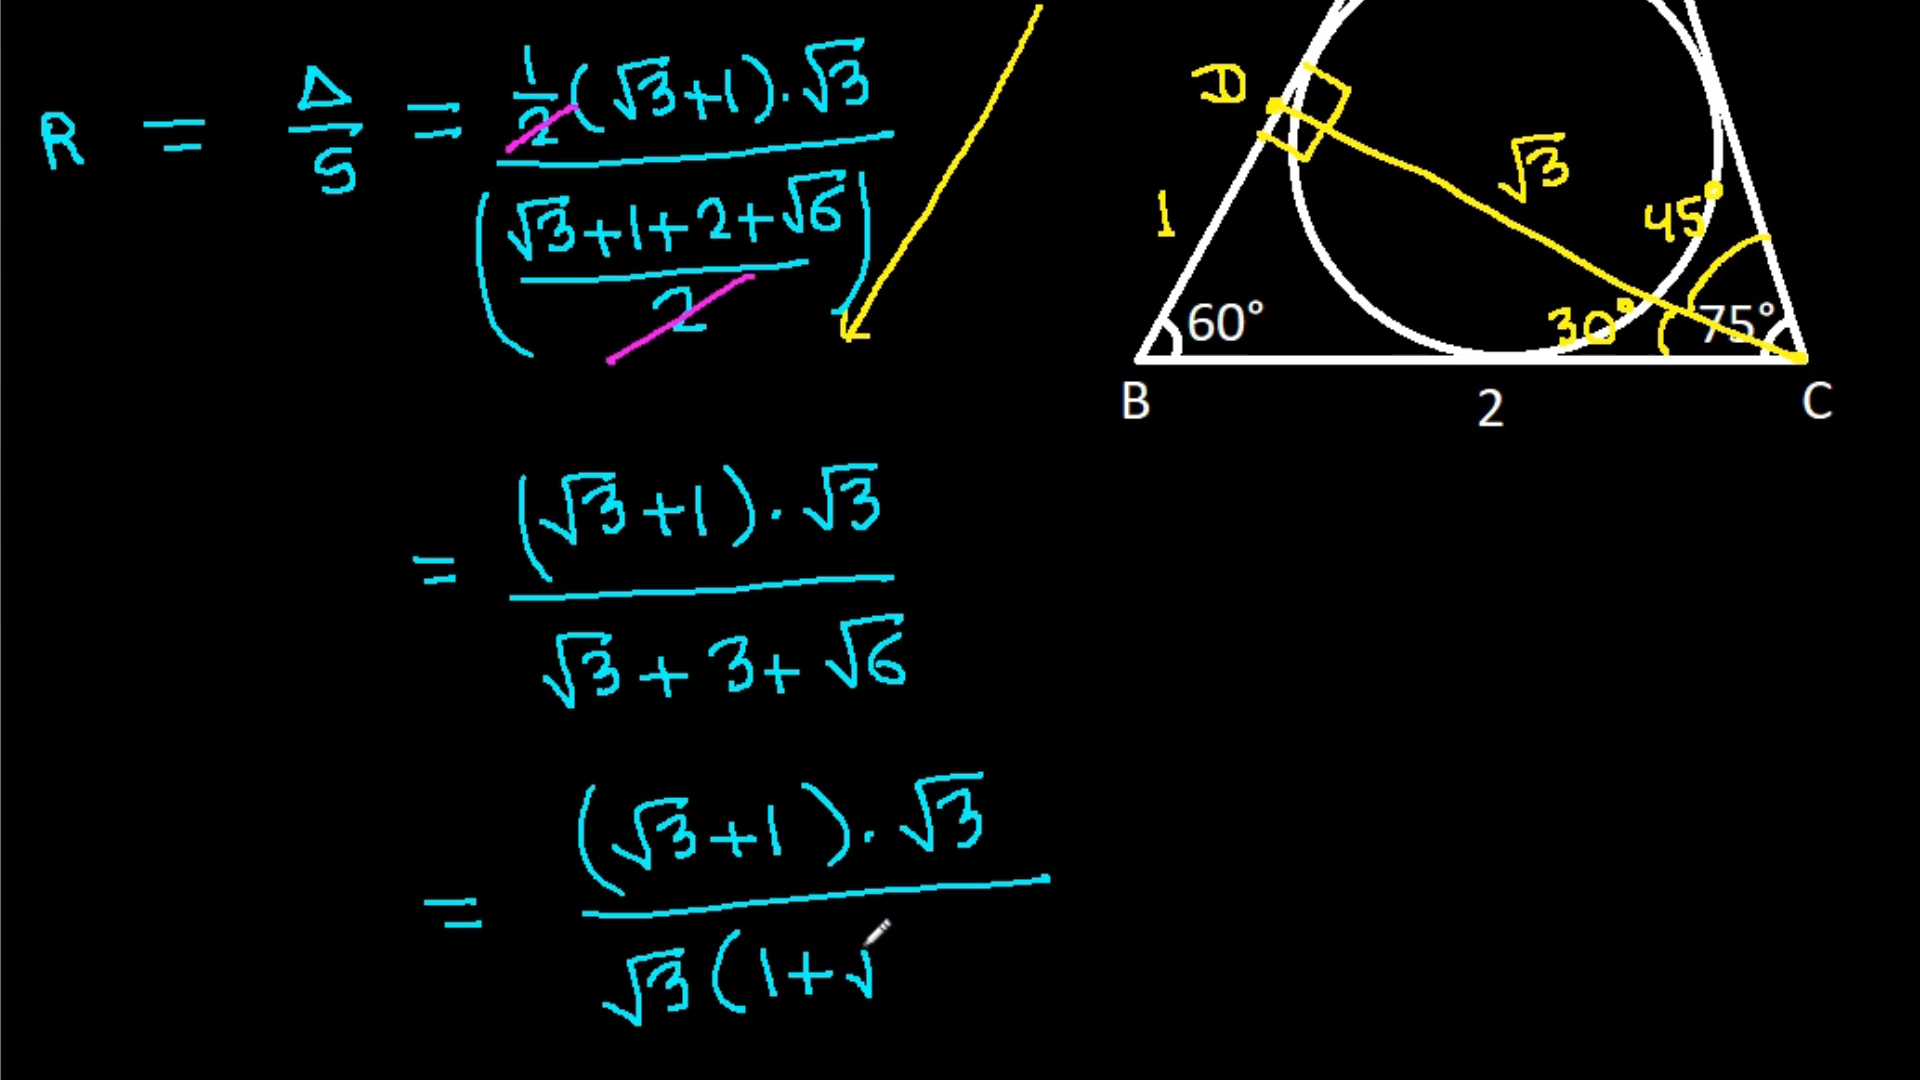 R = Δ/S = 1/2 (√3+1).√3 / ((√3+1+2+√6)/2)
= (√3+1).√3 / (√3+3+√6)
= (√3+1).√3 / √3(1+√
D
√3
1
45
60°
30°
75°
B
2
C